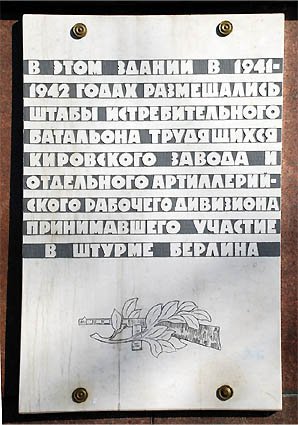 В ЭТОМ ЗДАНИИ В 1941-
1942 ГОДАХ РАЗМЕЩАЛИСЬ
ШТАБЫ ИСТРЕБИТЕЛЬНОГО
БАТАЛЬОНА ТРУДЯЩИХСЯ
КИРОВСКОГО ЗАВОДА И
ОТДЕЛЬНОГО АРТИЛЛЕРИЙ-
СКОГО РАБОЧЕГО ДИВИЗИОНА
ПРИНИМАВШЕГО УЧАСТИЕ
В ШТУРМЕ БЕРЛИНА